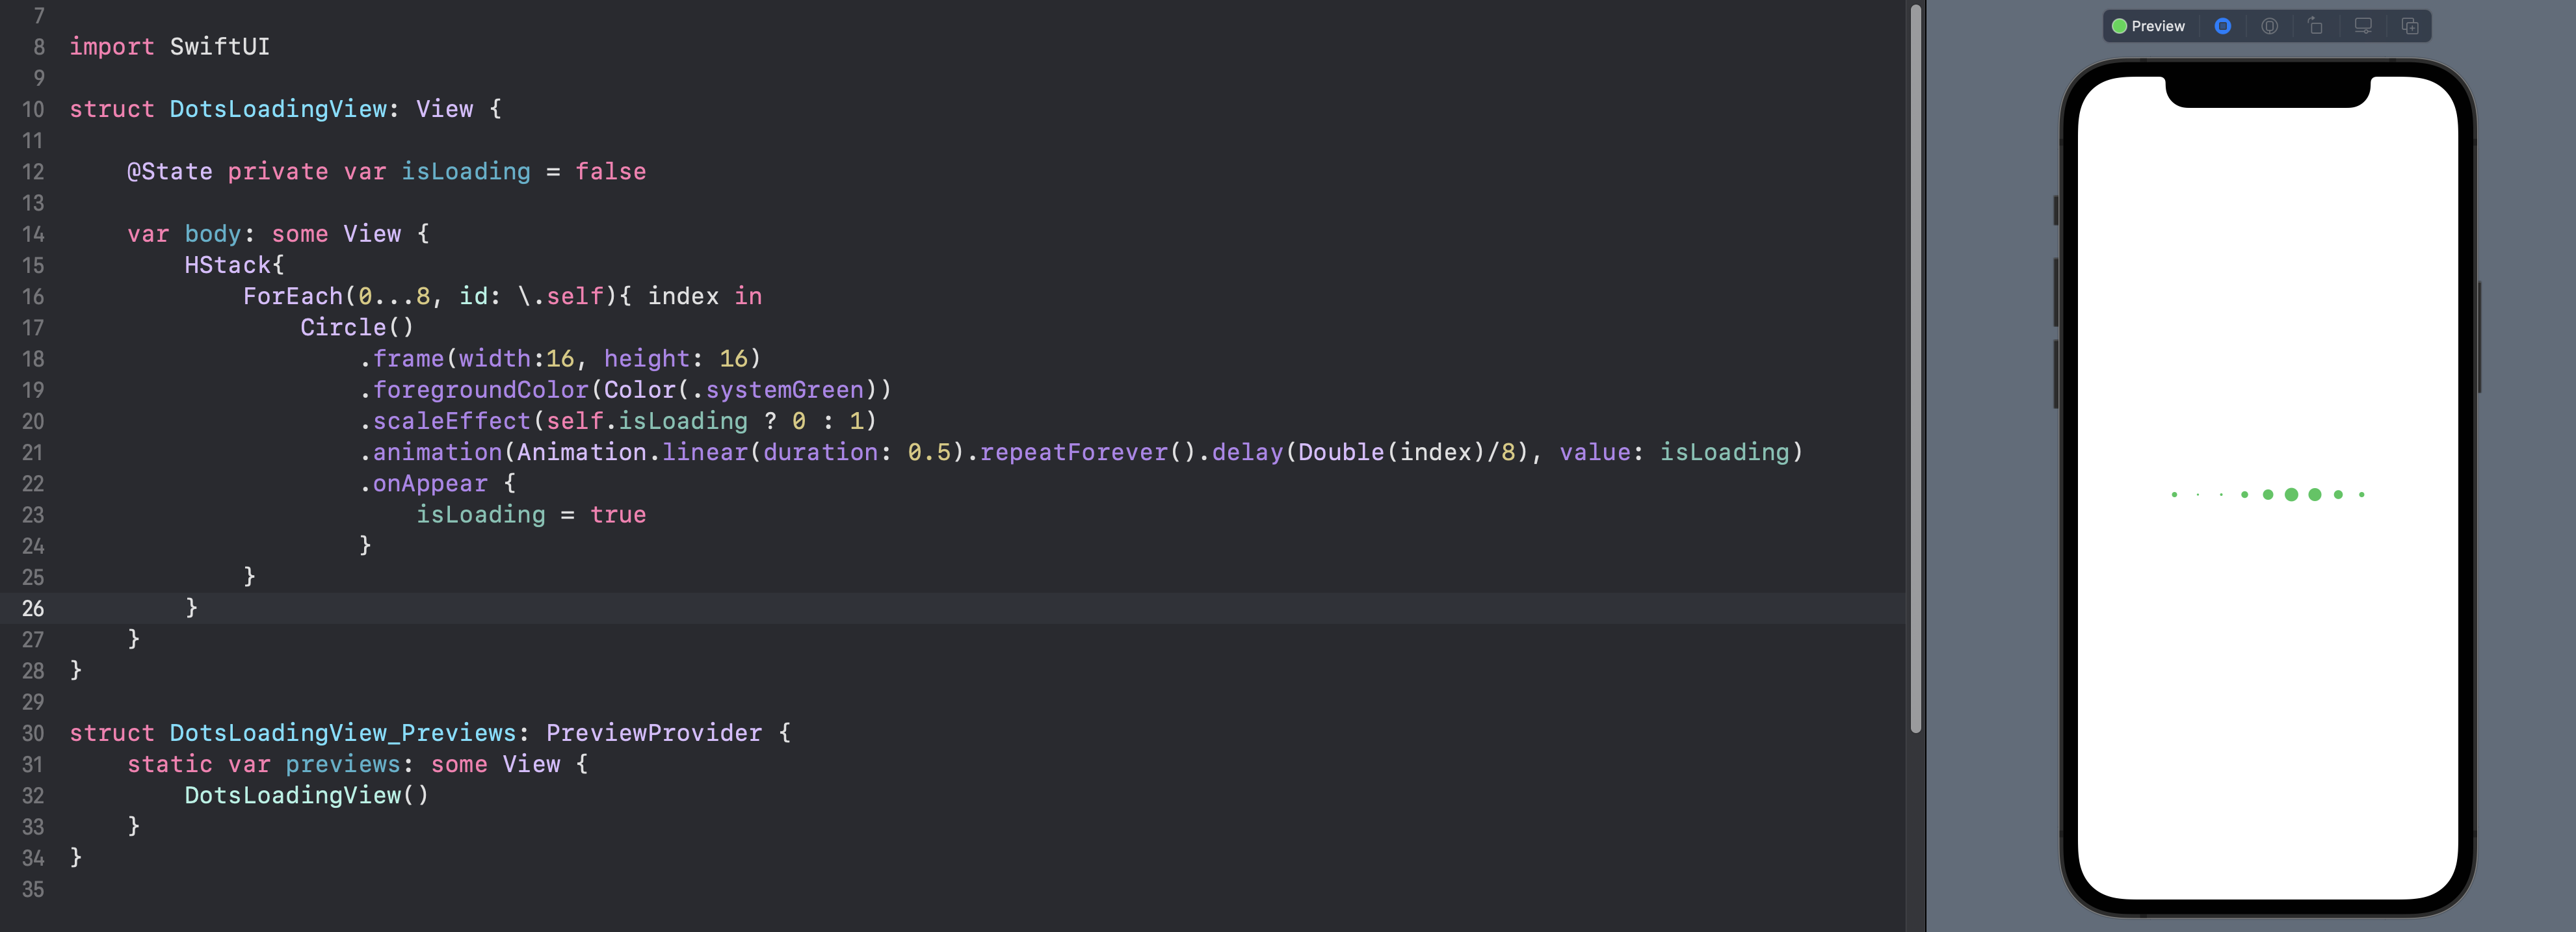 7
8 import SwiftUI
9
10 struct DotsLoadingView: View {
11
12     @State private var isLoading = false
13
14     var body: some View {
15         HStack{
16             ForEach(0...8, id: \.self){ index in
17                 Circle()
18                     .frame(width:16, height: 16)
19                     .foregroundColor(Color(.systemGreen))
20                     .scaleEffect(self.isLoading ? 0 : 1)
21                     .animation(Animation.linear(duration: 0.5).repeatForever().delay(Double(index)/8), value: isLoading)
22                     .onAppear {
23                         isLoading = true
24                     }
25             }
26         }
27     }
28 }
29
30 struct DotsLoadingView_Previews: PreviewProvider {
31     static var previews: some View {
32         DotsLoadingView()
33     }
34 }
35
Preview